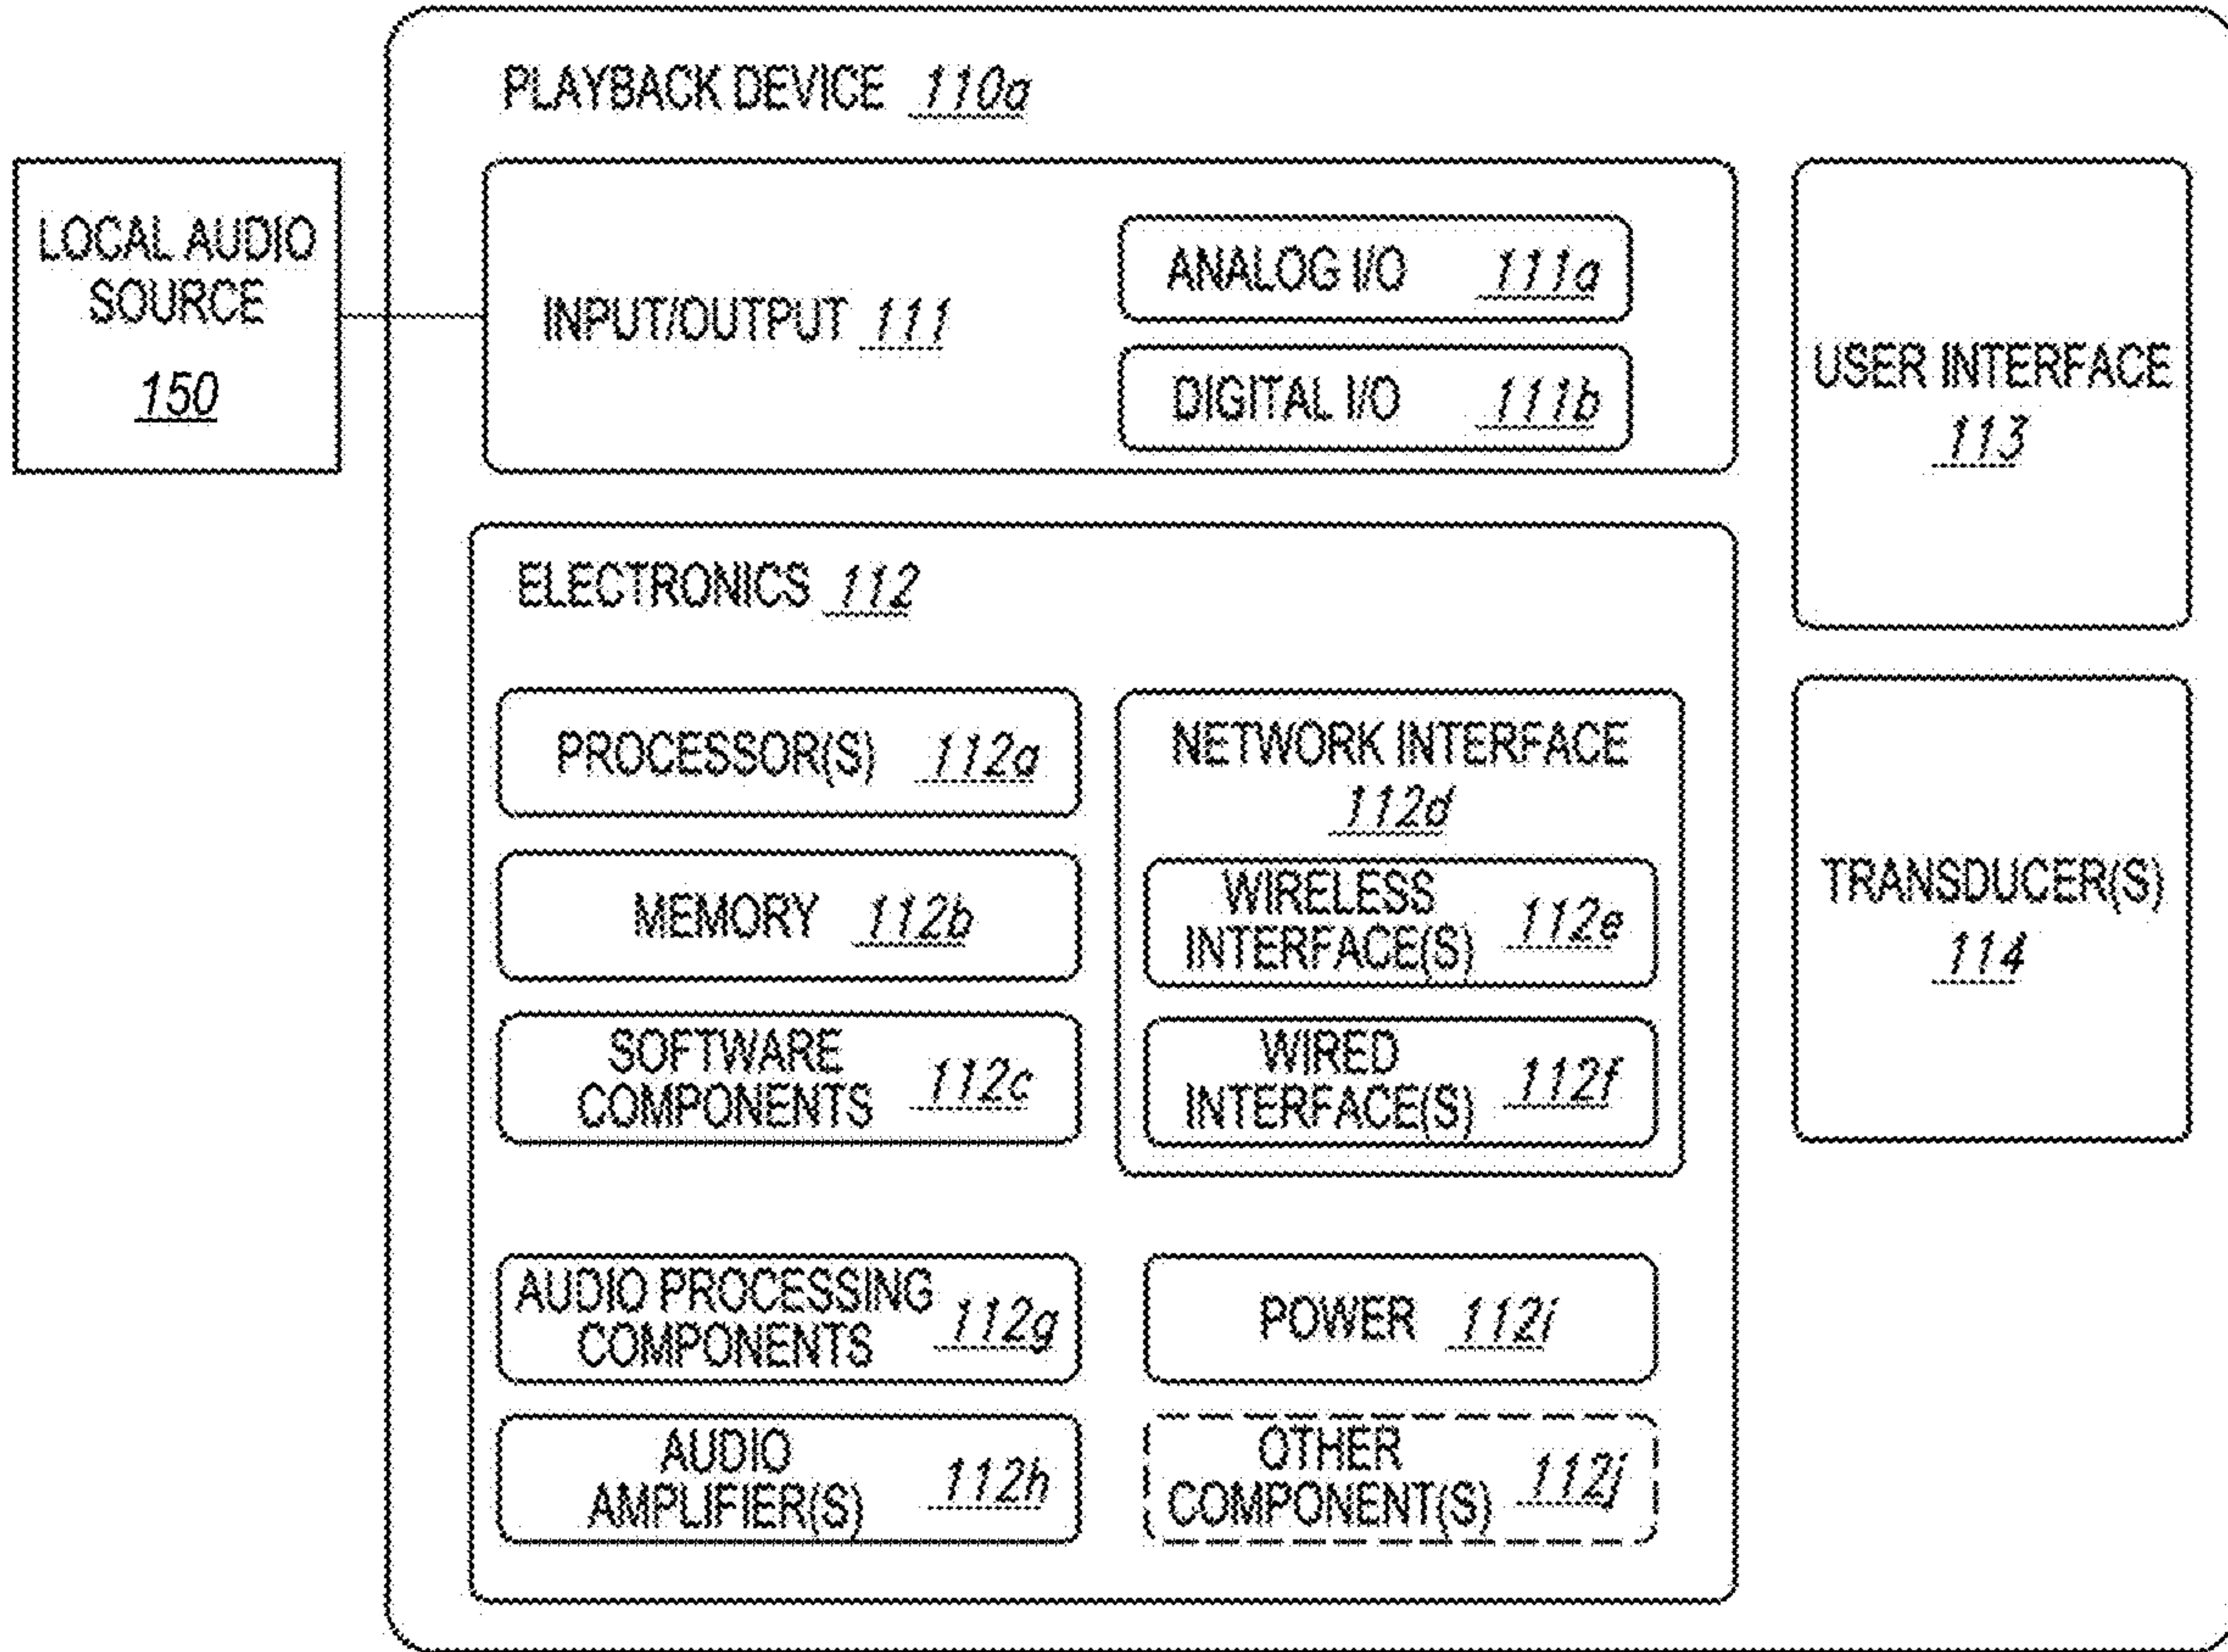 PLAYBACK DEVICE 110a
LOCAL AUDIO
SOURCE
150
INPUT/OUTPUT 111
ANALOG I/O 111a
DIGITAL I/O 111b
USER INTERFACE
113
ELECTRONICS 112
PROCESSOR(S) 112a
MEMORY 112b
SOFTWARE
COMPONENTS 112c
NETWORK INTERFACE
112d
WIRELESS
INTERFACE(S) 112e
WIRED
INTERFACE(S) 112f
TRANSDUCER(S)
114
AUDIO PROCESSING
COMPONENTS 112g
POWER 112i
AUDIO
AMPLIFIER(S) 112h
OTHER
COMPONENT(S) 112j